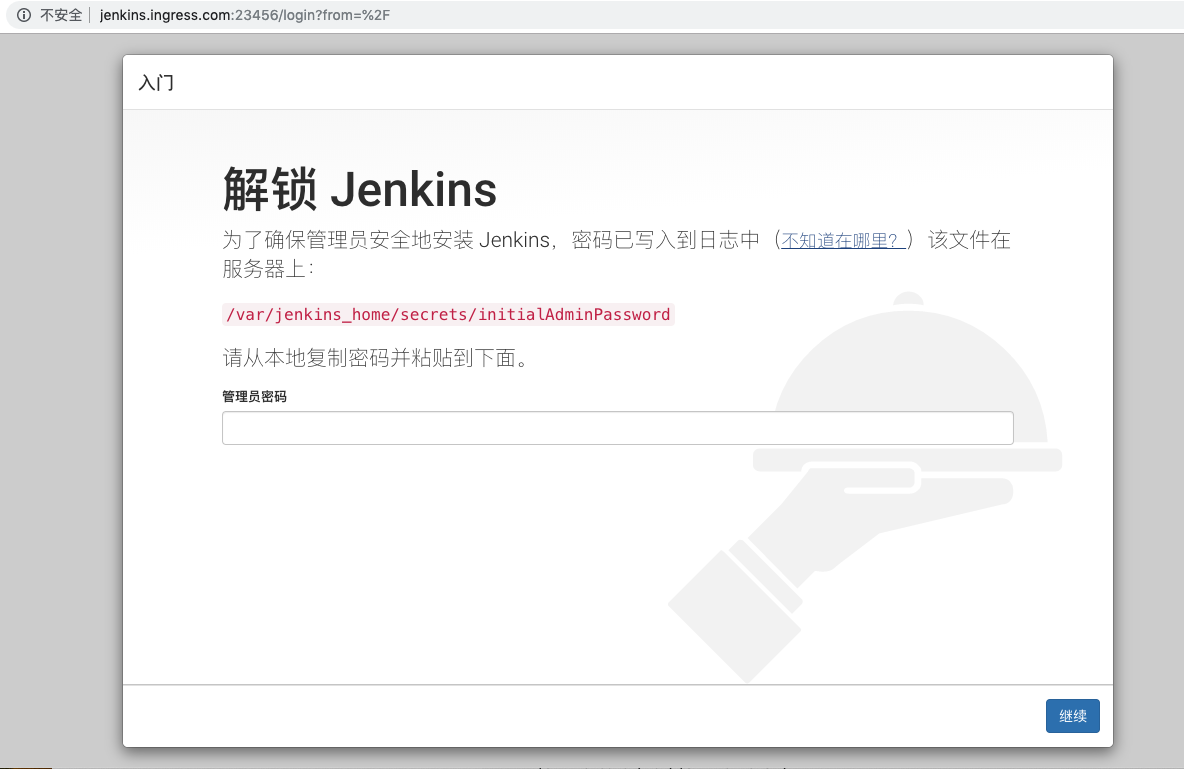 不安全 jenkins.ingress.com:23456/login?from=%2F
入门
解锁 Jenkins
为了确保管理员安全地安装 Jenkins，密码已写入到日志中（不知道在哪里？）该文件在
服务器上：
/var/jenkins_home/secrets/initialAdminPassword
请从本地复制密码并粘贴到下面。
管理员密码
继续